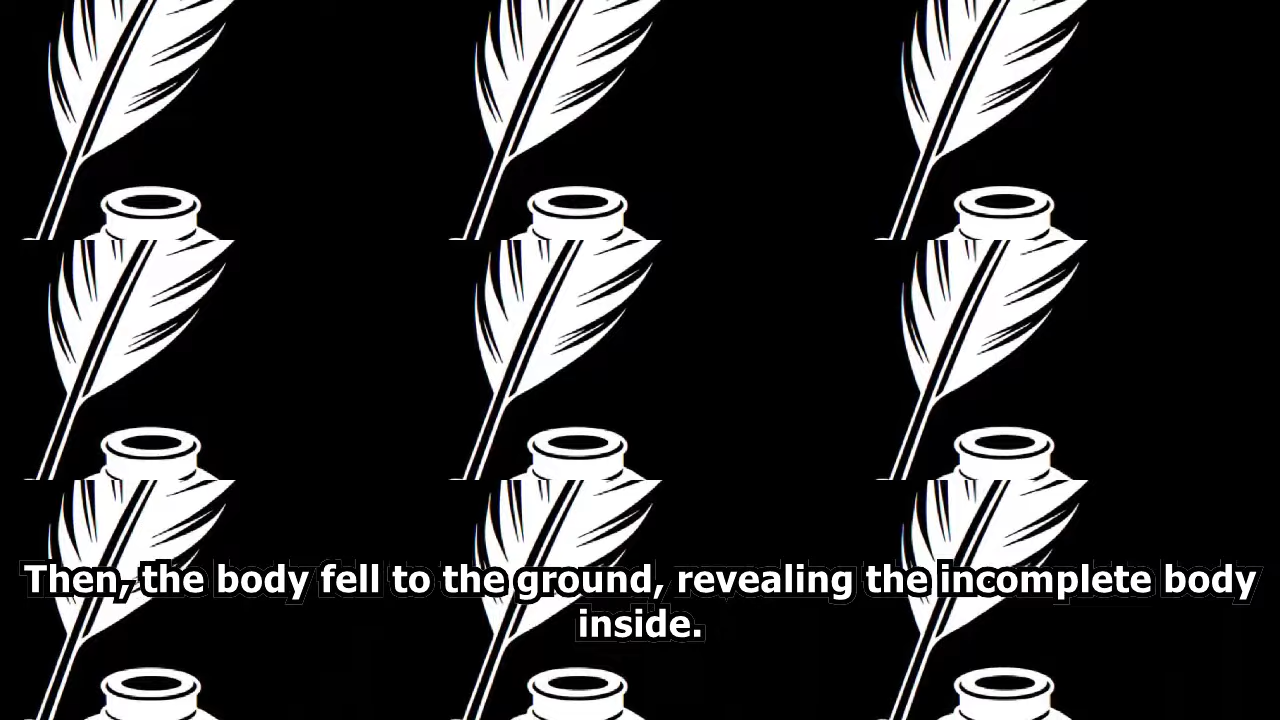 Then, the body fell to the ground, revealing the incomplete body
inside.